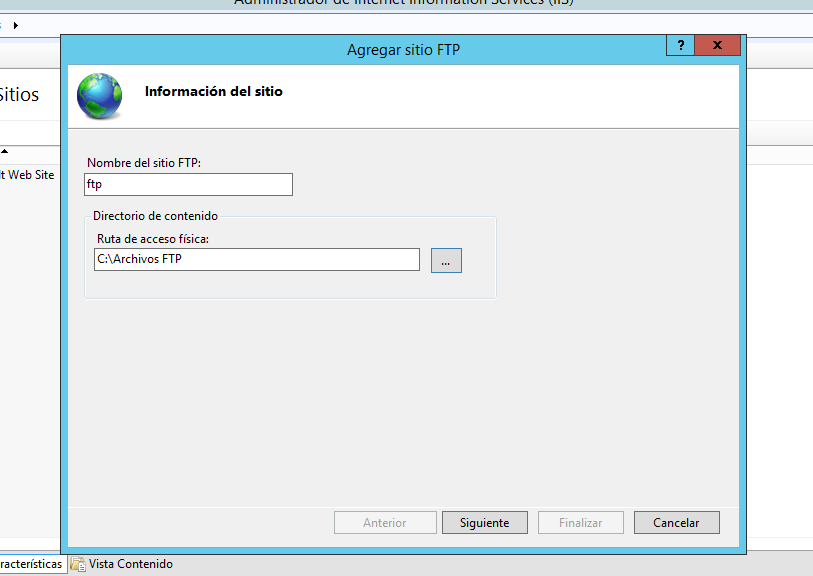 Administrador de Internet Information Services (IIS)
Agregar sitio FTP
?
x
Sitios
Información del sitio
Nombre del sitio FTP:
lt Web Site
ftp
Directorio de contenido
Ruta de acceso física:
C:\Archivos FTP
...
Anterior
Siguiente
Finalizar
Cancelar
racterísticas
Vista Contenido